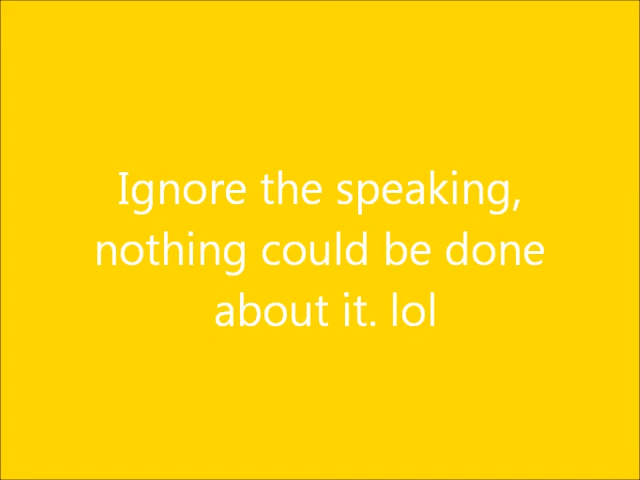 Ignore the speaking,
nothing could be done
about it. lol